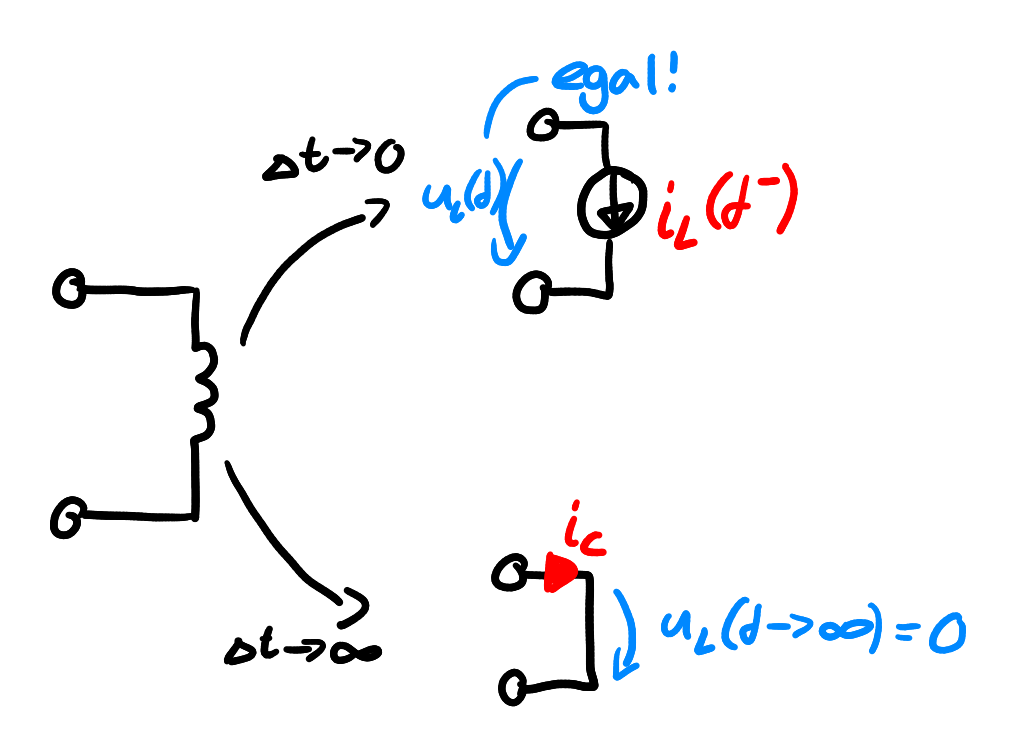 egal!
Δt→0
u_L(t)
i_L(t⁻)
i_c
Δt→∞
u_L(t→∞)=0